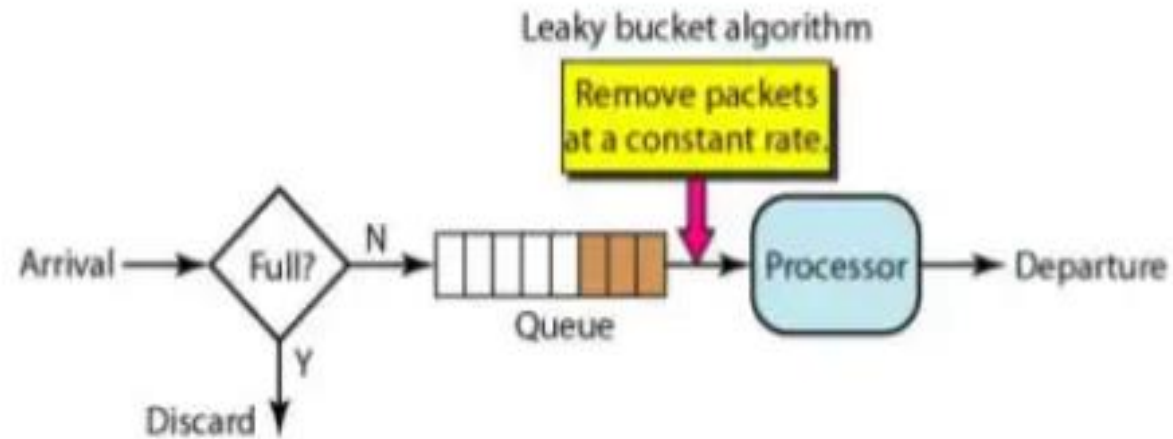 Leaky bucket algorithm
Remove packets
at a constant rate.
Arrival
Full?
N
Queue
Processor
Departure
Y
Discard